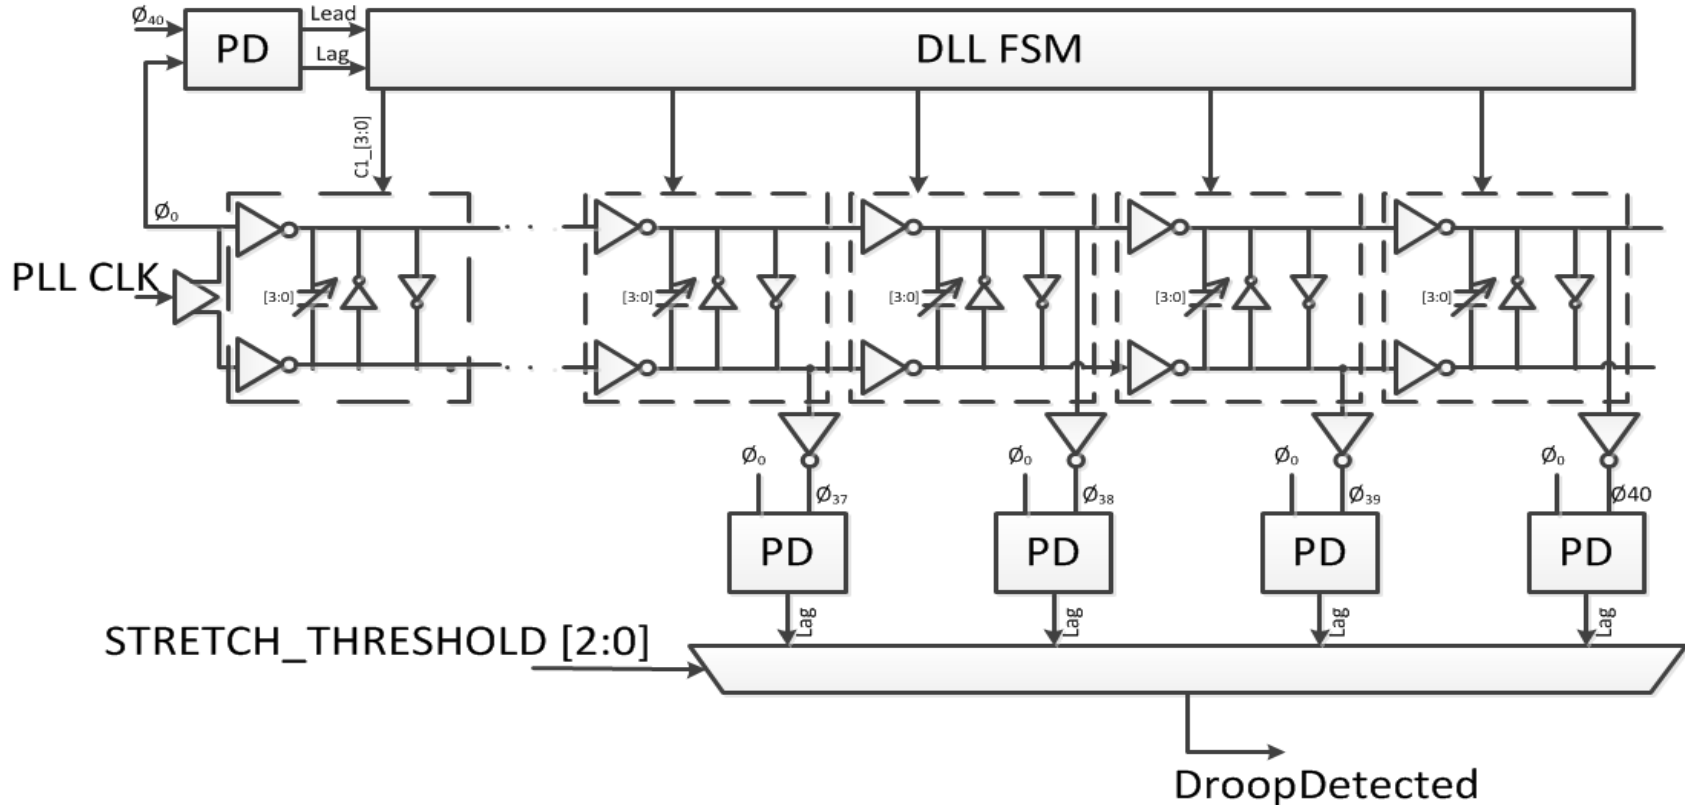 Ø40
Lead
PD
Lag
DLL FSM
C1_[3:0]
Ø0
PLL CLK
[3:0]
[3:0]
[3:0]
[3:0]
[3:0]
Ø0
Ø37
Ø0
Ø38
Ø0
Ø39
Ø0
Ø40
PD
PD
PD
PD
Lag
Lag
Lag
Lag
STRETCH_THRESHOLD [2:0]
DroopDetected